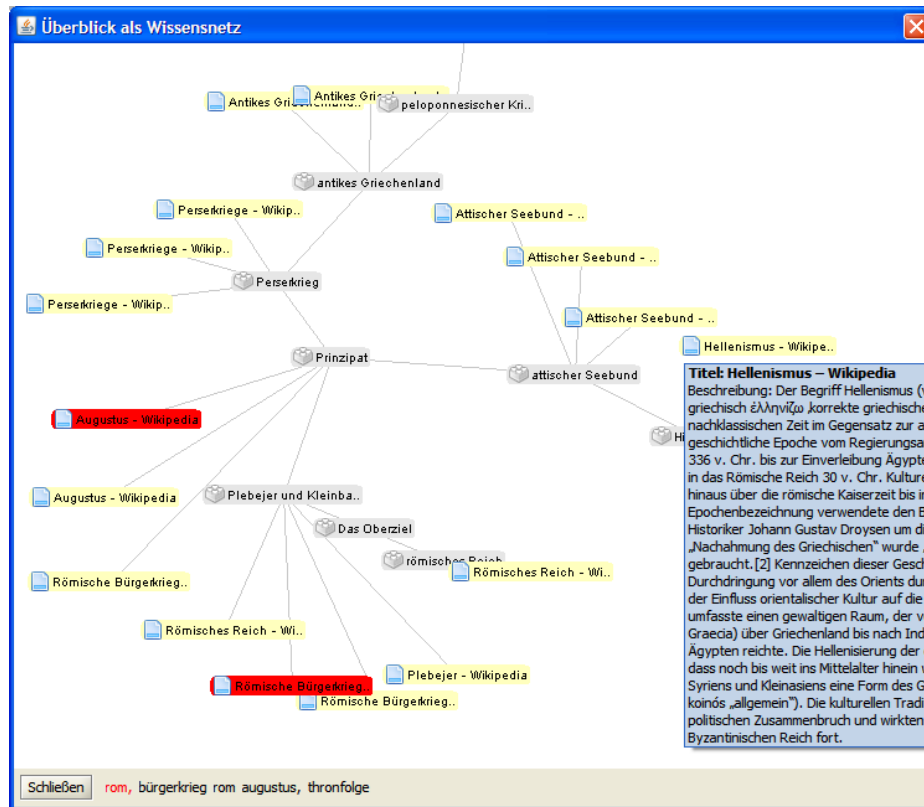 Überblick als Wissensnetz
Antikes Griechenland..
Antikes Griechenland..
peloponnesischer Kri..
antikes Griechenland
Perserkriege - Wikip..
Attischer Seebund - ..
Perserkriege - Wikip..
Attischer Seebund - ..
Perserkrieg
Perserkriege - Wikip..
Attischer Seebund - ..
Hellenismus - Wikipe..
Prinzipat
attischer Seebund
Titel: Hellenismus – Wikipedia
Beschreibung: Der Begriff Hellenismus (
griechisch ἑλληνίζω ,korrekte griechische
nachklassischen Zeit im Gegensatz zur a
geschichtliche Epoche vom Regierungsa
336 v. Chr. bis zur Einverleibung Ägypte
in das Römische Reich 30 v. Chr. Kulture
hinaus über die römische Kaiserzeit bis i
Epochenbezeichnung verwendete den B
Historiker Johann Gustav Droysen um di
„Nachahmung des Griechischen“ wurde
gebraucht.[2] Kennzeichen dieser Gesch
Durchdringung vor allem des Orients du
der Einfluss orientalischer Kultur auf die
umfasste einen gewaltigen Raum, der v
Graecia) über Griechenland bis nach Ind
Ägypten reichte. Die Hellenisierung der
dass noch bis weit ins Mittelalter hinein
Syriens und Kleinasiens eine Form des G
koinós „allgemein“). Die kulturellen Tradi
politischen Zusammenbruch und wirkten
Byzantinischen Reich fort.
Augustus - Wikipedia
Hi
Augustus - Wikipedia
Plebejer und Kleinba..
Das Oberziel
römisches Reich
Römisches Reich - Wi..
Römische Bürgerkrieg..
Römisches Reich - Wi..
Plebejer - Wikipedia
Römische Bürgerkrieg..
Römische Bürgerkrieg..
Schließen rom, bürgerkrieg rom augustus, thronfolge